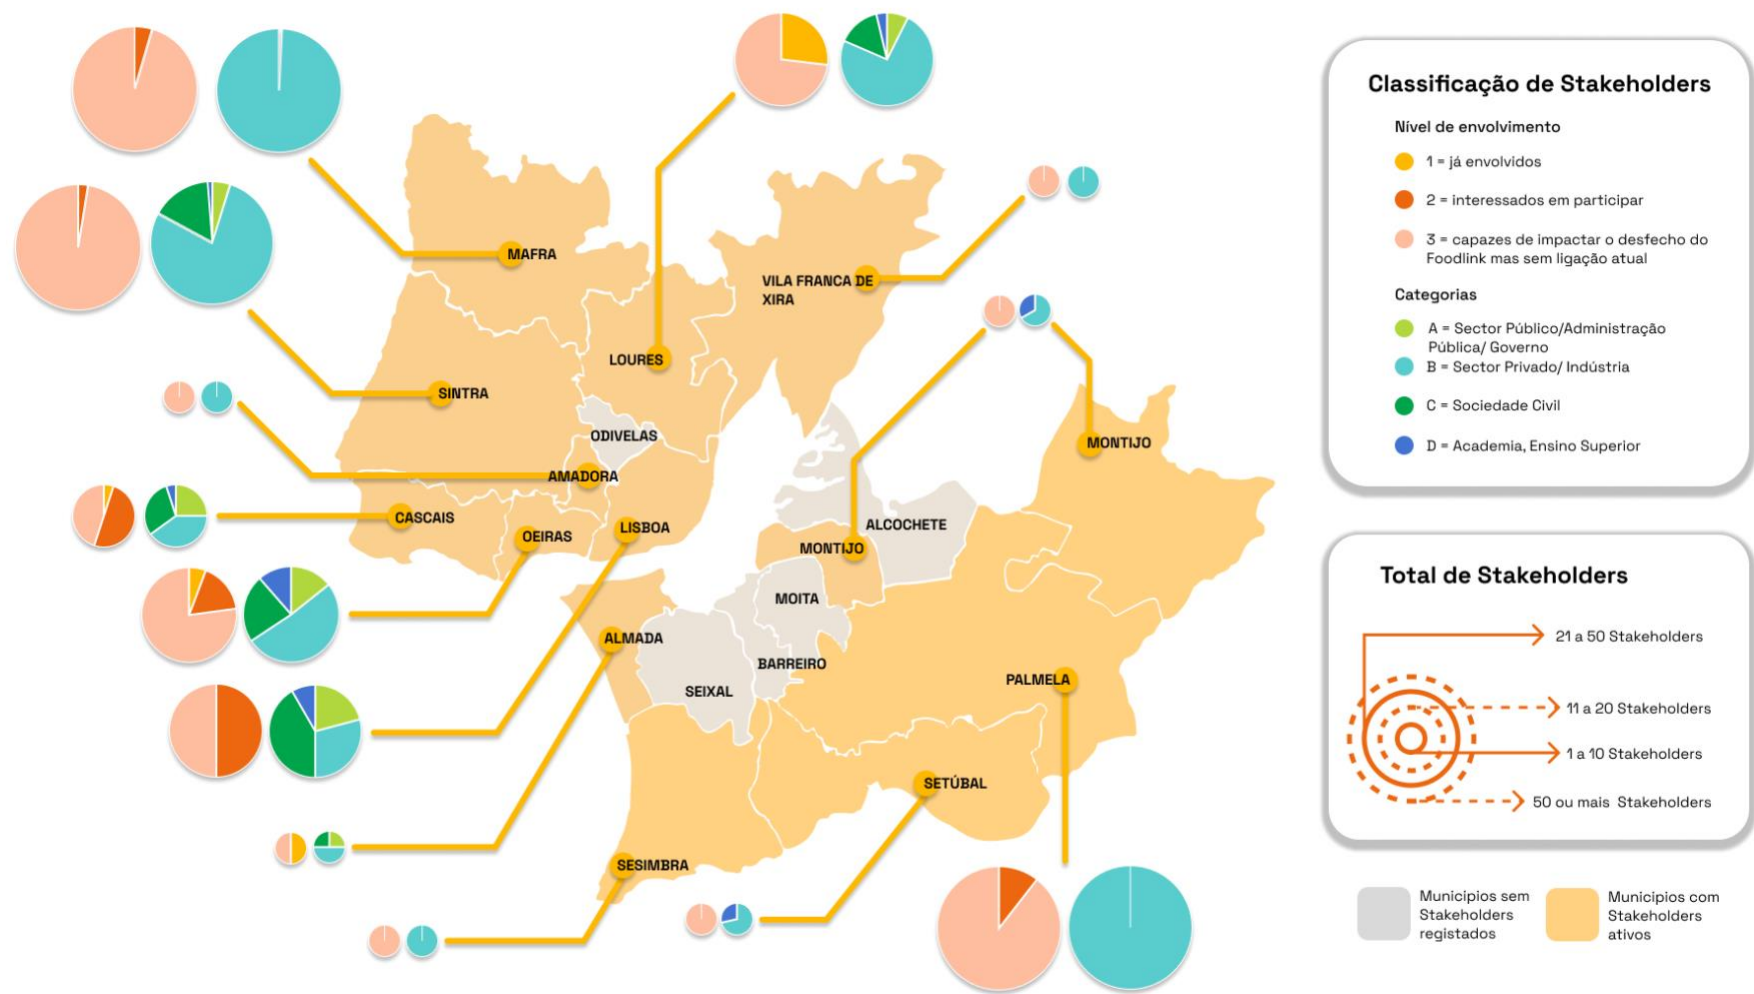 MAFRA
VILA FRANCA DE
XIRA
LOURES
SINTRA
ODIVELAS
MONTIJO
AMADORA
CASCAIS
LISBOA
OEIRAS
ALCOCHETE
MONTIJO
MOITA
ALMADA
BARREIRO
SEIXAL
PALMELA
SETÚBAL
SESIMBRA
Classificação de Stakeholders
Nível de envolvimento
1 = já envolvidos
2 = interessados em participar
3 = capazes de impactar o desfecho do
Foodlink mas sem ligação atual
Categorias
A = Sector Público/Administração
Pública/ Governo
B = Sector Privado/ Indústria
C = Sociedade Civil
D = Academia, Ensino Superior
Total de Stakeholders
21 a 50 Stakeholders
11 a 20 Stakeholders
1 a 10 Stakeholders
50 ou mais Stakeholders
Municípios sem
Stakeholders
registados
Municípios com
Stakeholders
ativos